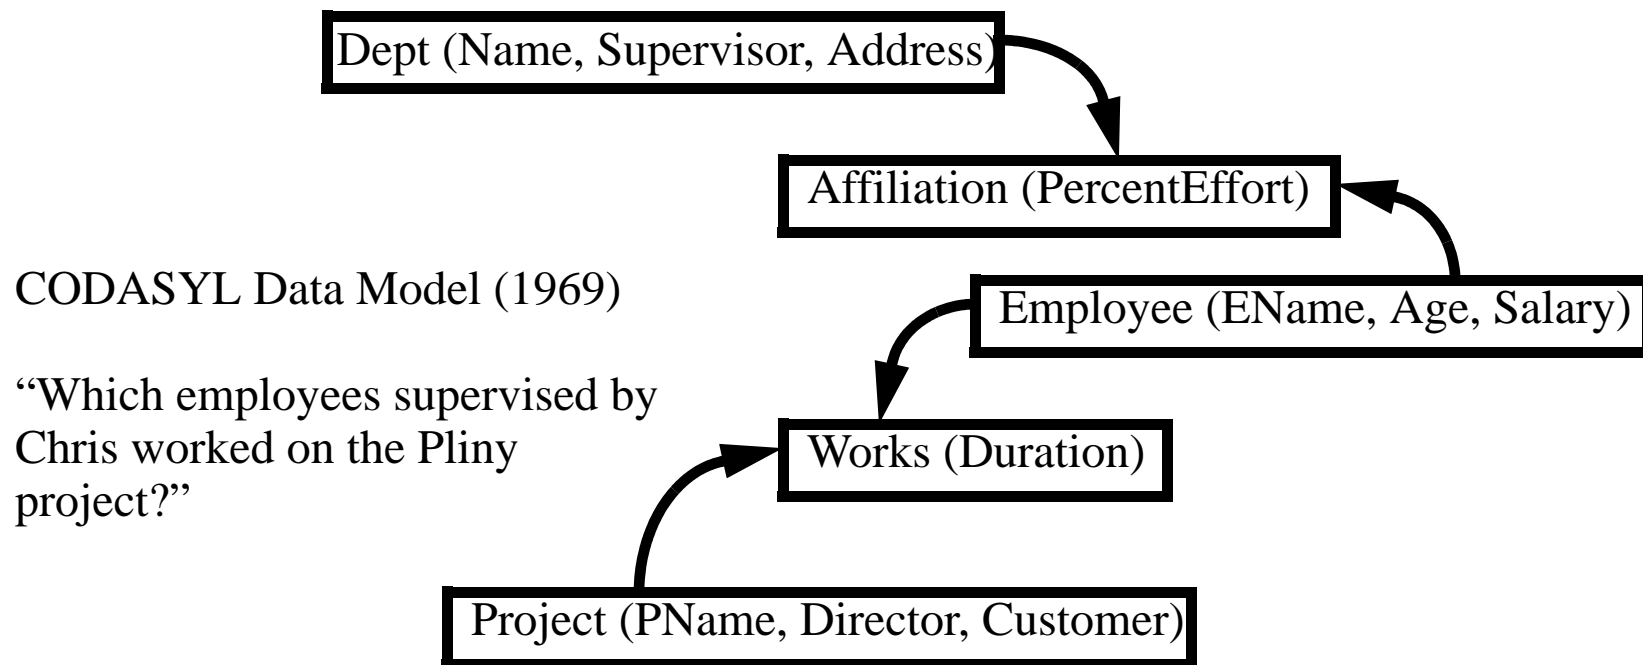 Dept (Name, Supervisor, Address)
Affiliation (PercentEffort)
CODASYL Data Model (1969)
Employee (EName, Age, Salary)
“Which employees supervised by
Chris worked on the Pliny
project?”
Works (Duration)
Project (PName, Director, Customer)